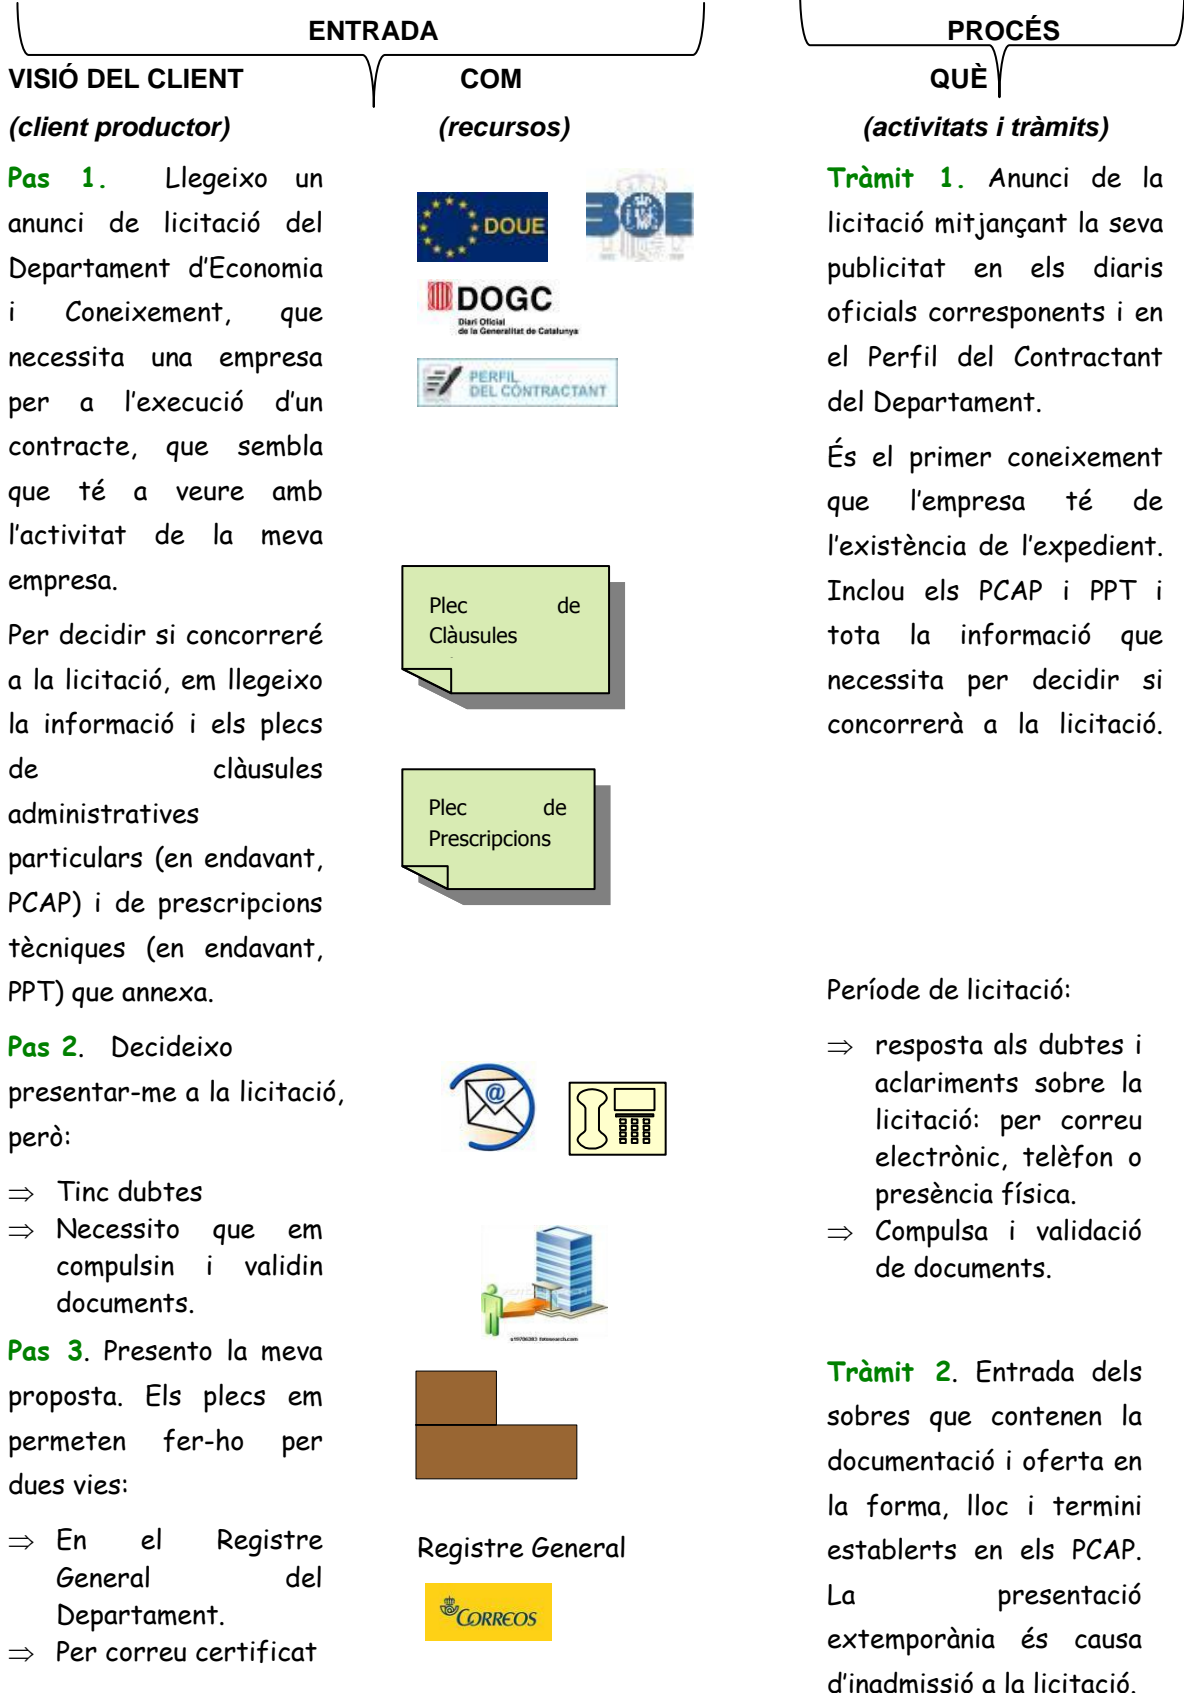 ENTRADA
PROCÉS
VISIÓ DEL CLIENT
COM
QUÈ
(client productor)
(recursos)
(activitats i tràmits)
Pas 1. Llegeixo un
anunci de licitació del
Departament d'Economia
i Coneixement, que
necessita una empresa
per a l'execució d'un
contracte, que sembla
que té a veure amb
l'activitat de la meva
empresa.
Per decidir si concorreré
a la licitació, em llegeixo
la informació i els plecs
de clàusules
administratives
particulars (en endavant,
PCAP) i de prescripcions
tècniques (en endavant,
PPT) que annexa.
Pas 2. Decideixo
presentar-me a la licitació,
però:
⇒ Tinc dubtes
⇒ Necessito que em
compulsin i validin
documents.
Pas 3. Presento la meva
proposta. Els plecs em
permeten fer-ho per
dues vies:
⇒ En el Registre
General del
Departament.
⇒ Per correu certificat
DOUE
BOE
DOGC
Diari Oficial
de la Generalitat de Catalunya
PERFIL
DEL CONTRACTANT
Plec de
Clàusules
Plec de
Prescripcions
@
Registre General
CORREOS
Tràmit 1. Anunci de la
licitació mitjançant la seva
publicitat en els diaris
oficials corresponents i en
el Perfil del Contractant
del Departament.
És el primer coneixement
que l'empresa té de
l'existència de l'expedient.
Inclou els PCAP i PPT i
tota la informació que
necessita per decidir si
concorrerà a la licitació.
Període de licitació:
⇒ resposta als dubtes i
aclariments sobre la
licitació: per correu
electrònic, telèfon o
presència física.
⇒ Compulsa i validació
de documents.
Tràmit 2. Entrada dels
sobres que contenen la
documentació i oferta en
la forma, lloc i termini
establerts en els PCAP.
La presentació
extemporània és causa
d'inadmissió a la licitació.